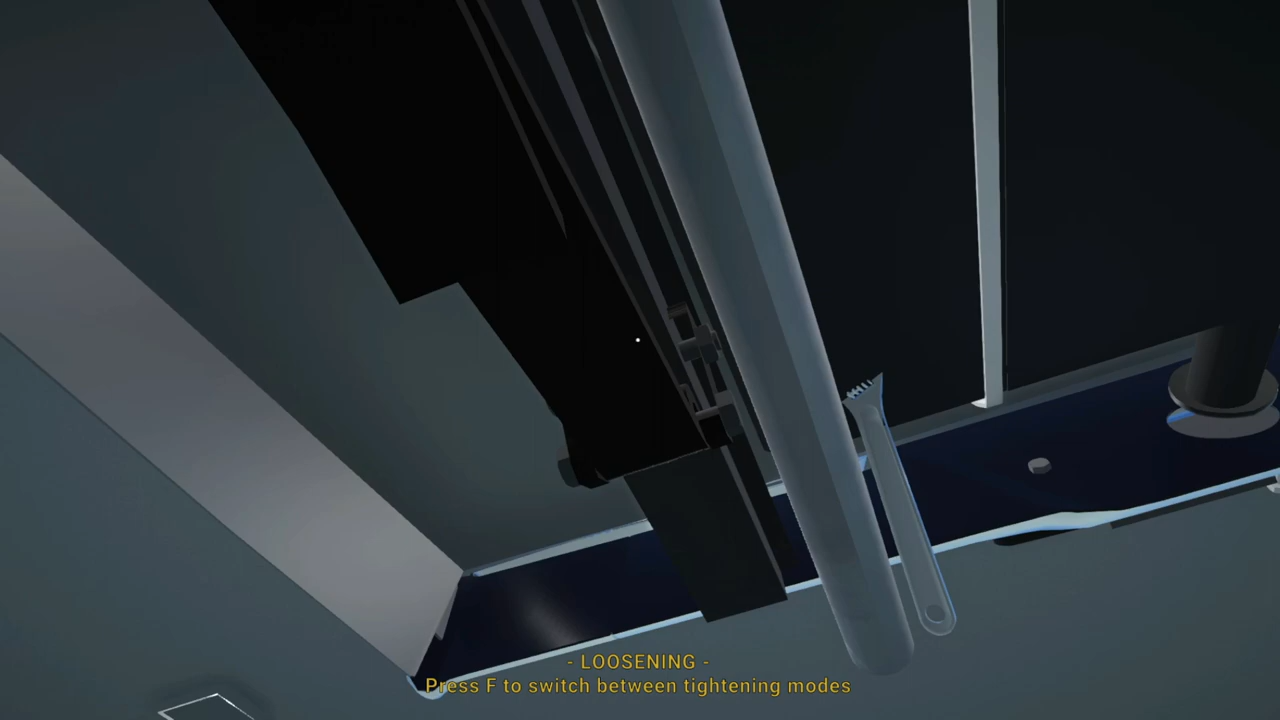 - LOOSENING -
Press F to switch between tightening modes